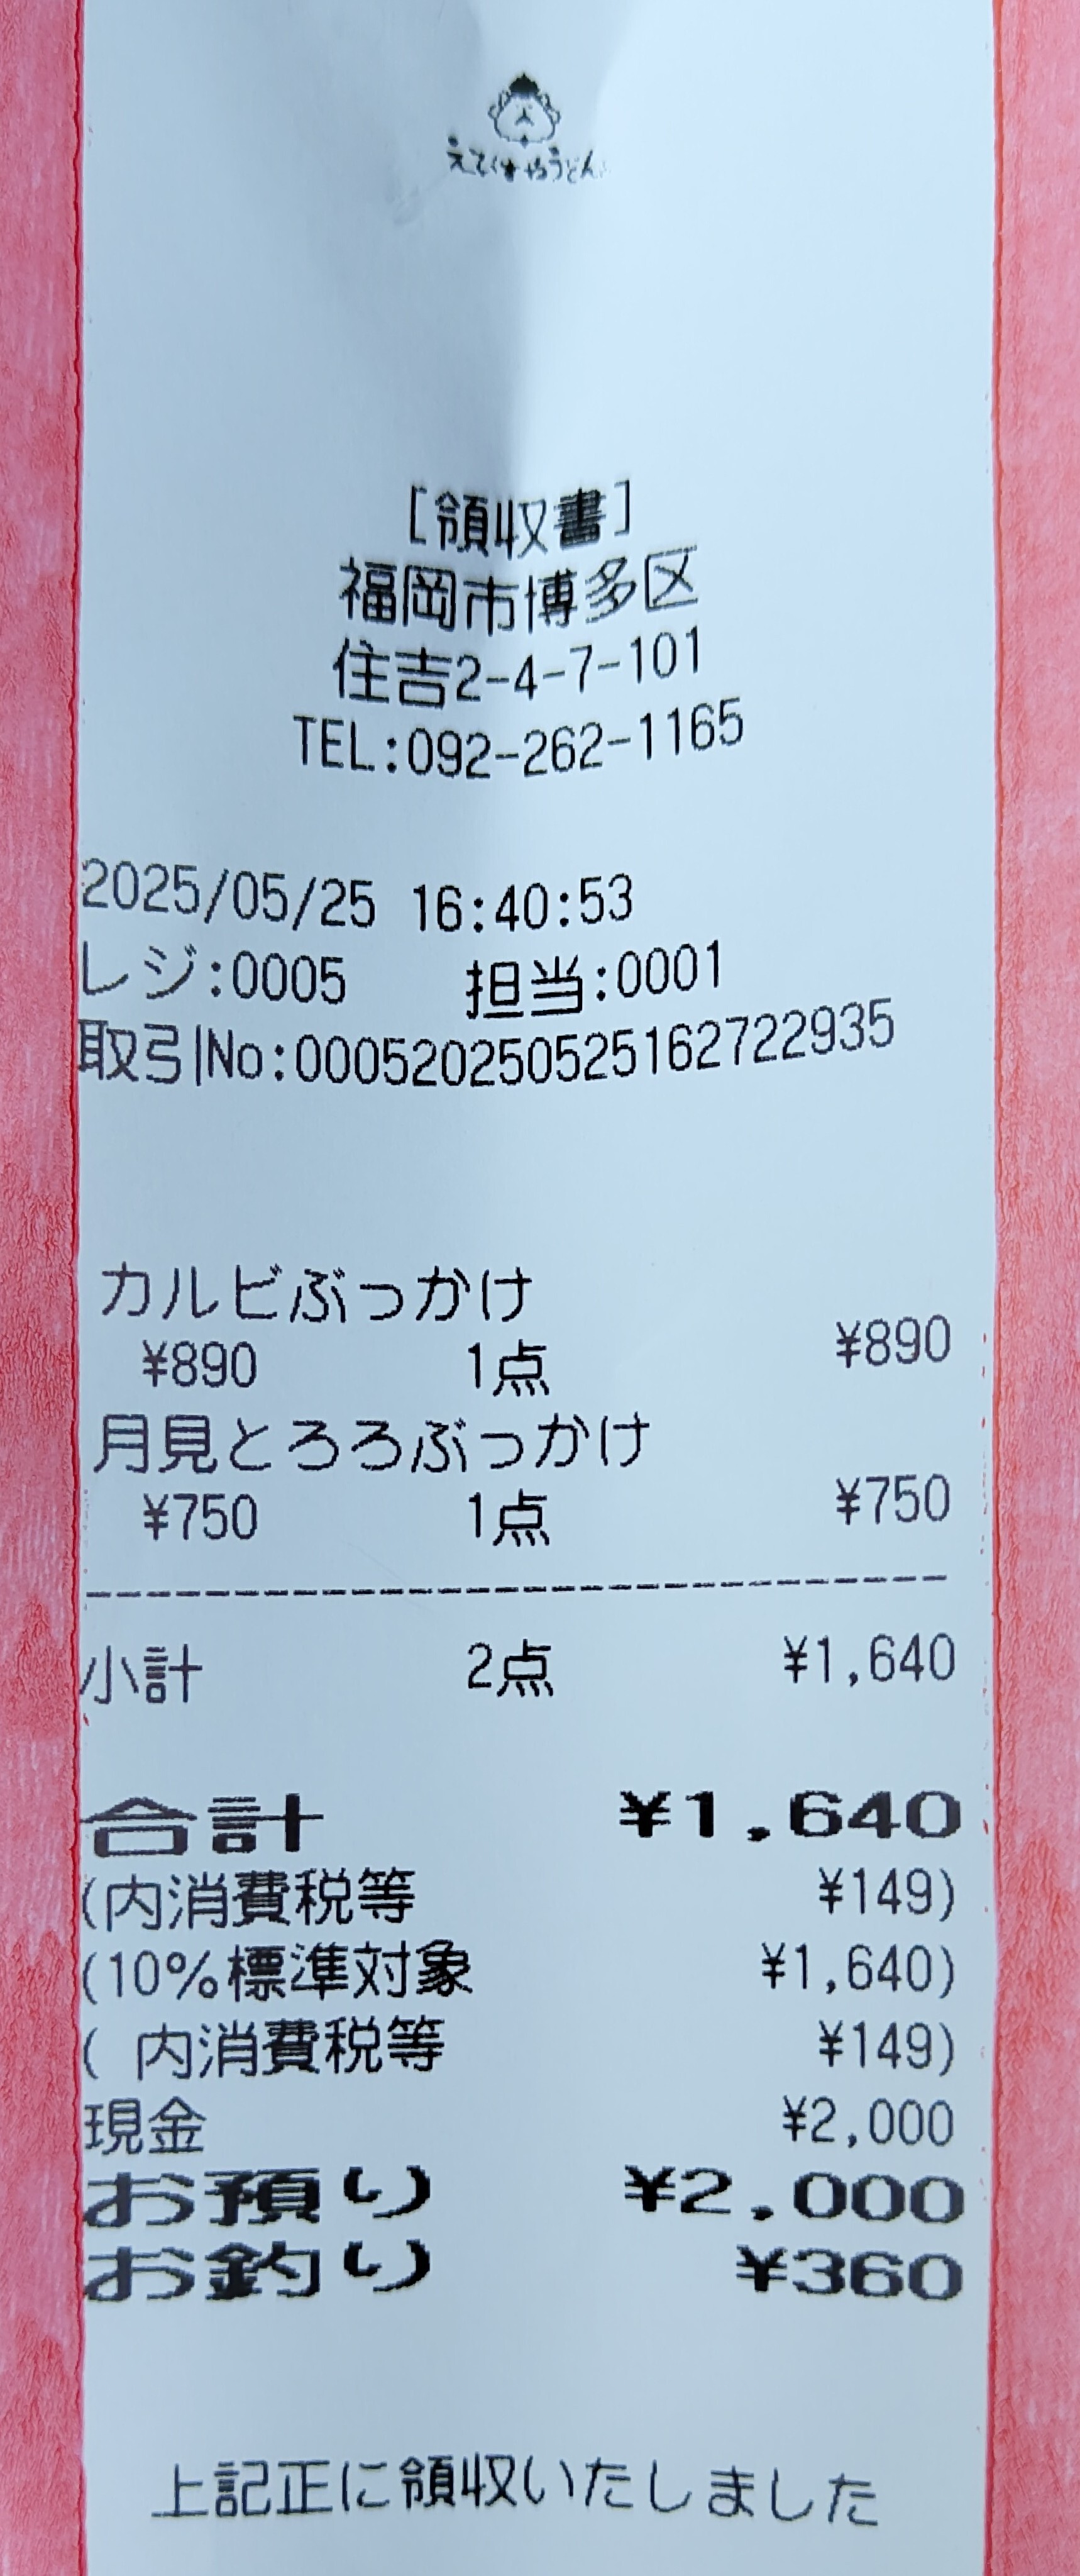 えびすやうどん
[領収書]
福岡市博多区
住吉2-4-7-101
TEL:092-262-1165
2025/05/25 16:40:53
レジ:0005 担当:0001
取引No:00052025052516272​2935
カルビぶっかけ
¥890 1点 ¥890
月見とろろぶっかけ
¥750 1点 ¥750
小計 2点 ¥1,640
合計 ¥1,640
(内消費税等 ¥149)
(10%標準対象 ¥1,640)
( 内消費税等 ¥149)
現金 ¥2,000
お預り ¥2,000
お釣り ¥360
上記正に領収いたしました